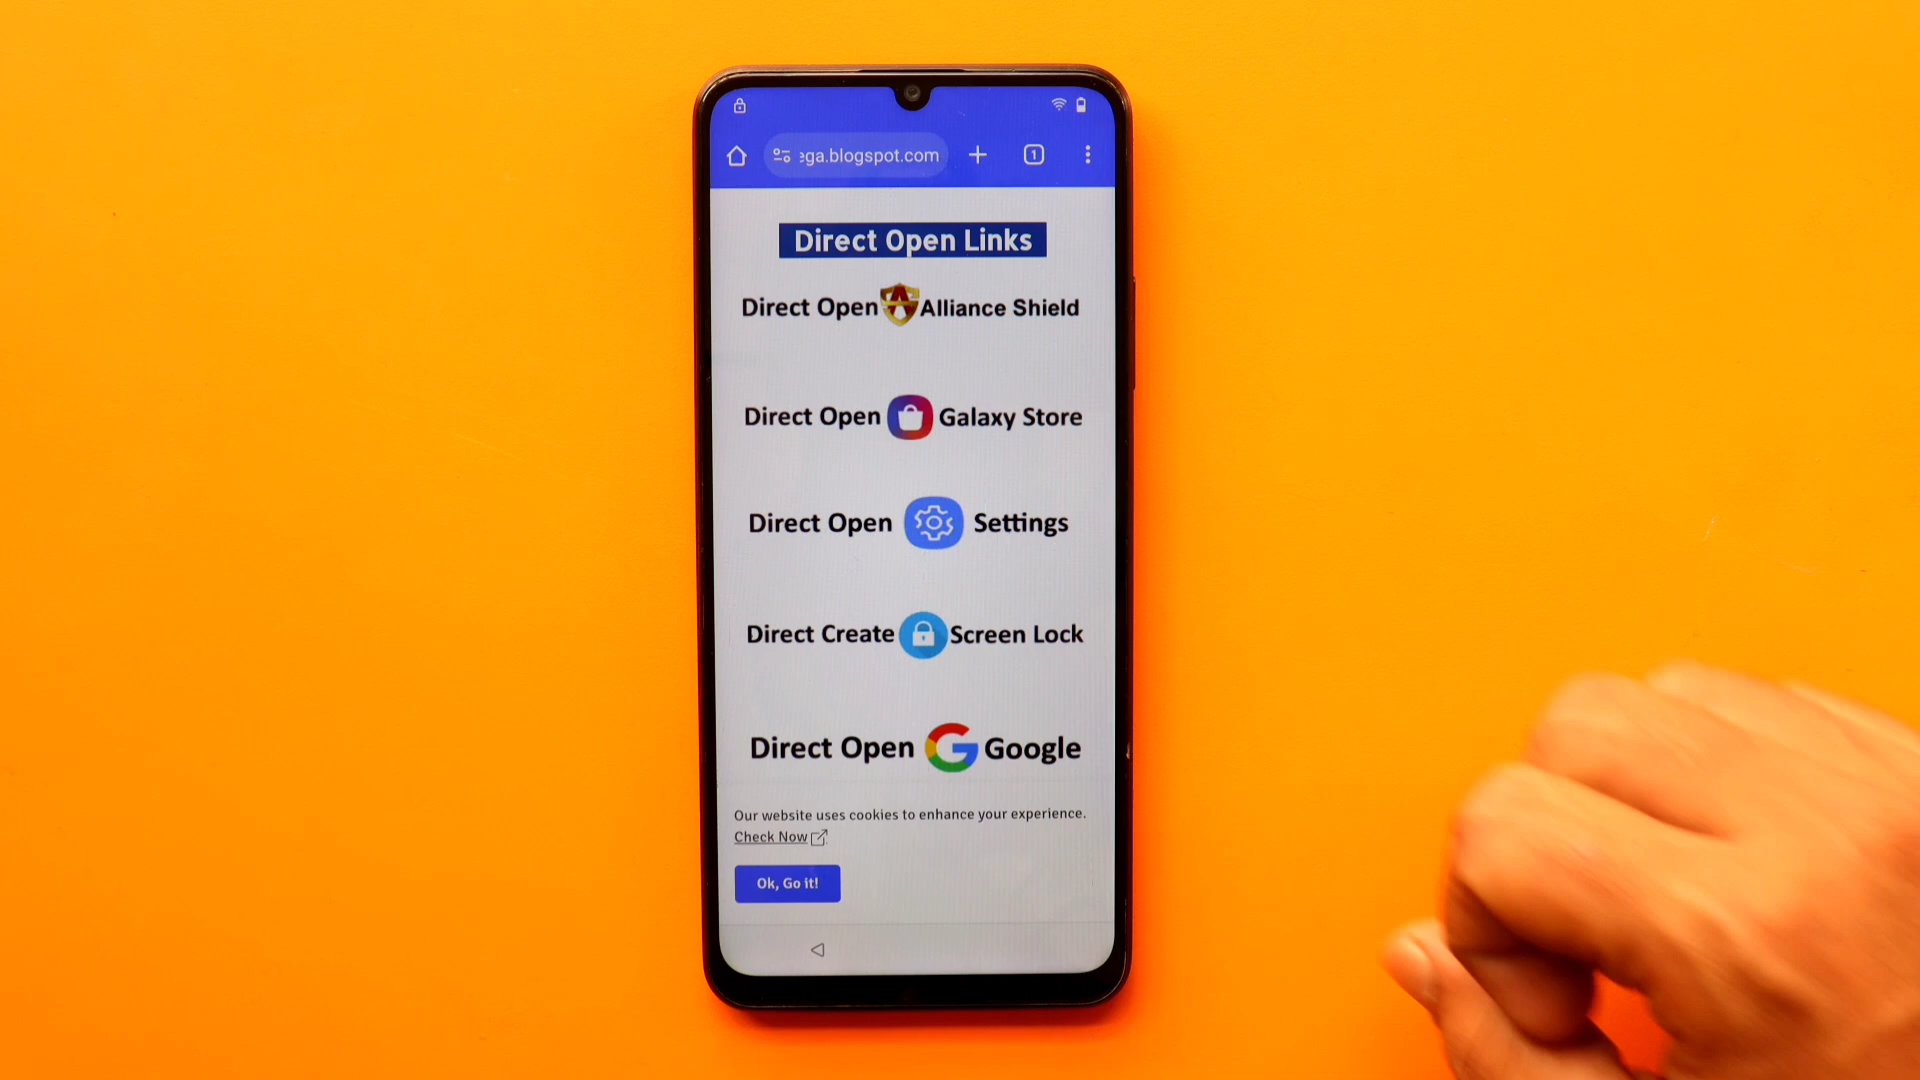 ega.blogspot.com
1
Direct Open Links
Direct Open Alliance Shield
Direct Open Galaxy Store
Direct Open Settings
Direct Create Screen Lock
Direct Open Google
Our website uses cookies to enhance your experience.
Check Now
Ok, Go it!